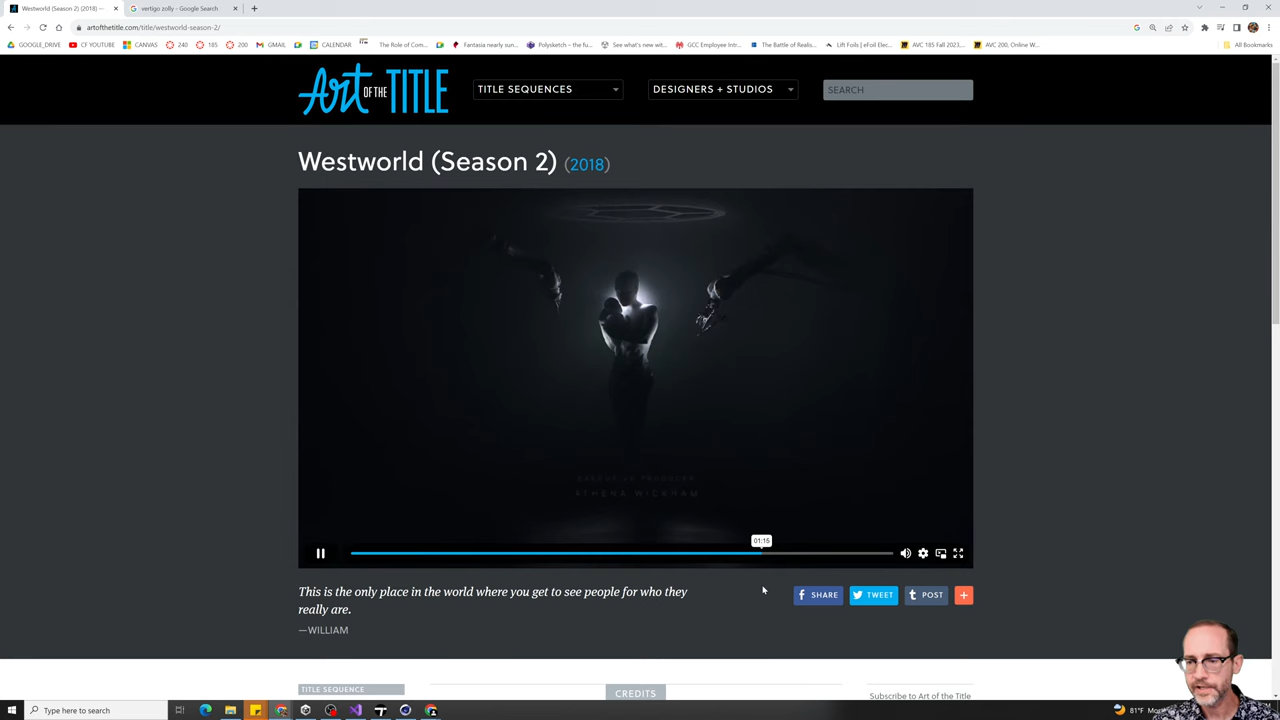 Westworld (Season 2) (2018) —
vertigo zolly - Google Search
artofthetitle.com/title/westworld-season-2/
GOOGLE_DRIVE
CF YOUTUBE
CANVAS
240
185
200
GMAIL
CALENDAR
The Role of Com...
Fantasia nearly sun...
Polysketch – the fu...
See what's new wit...
GCC Employee Intr...
The Battle of Realis...
Lift Foils | eFoil Elec...
AVC 185 Fall 2023,...
AVC 200, Online W...
All Bookmarks
Art OF THE TITLE
TITLE SEQUENCES
DESIGNERS + STUDIOS
SEARCH
Westworld (Season 2) (2018)
EXECUTIVE PRODUCER
ATHENA WICKHAM
01:15
This is the only place in the world where you get to see people for who they
really are.
—WILLIAM
SHARE
TWEET
POST
TITLE SEQUENCE
CREDITS
Subscribe to Art of the Title
Type here to search
81°F